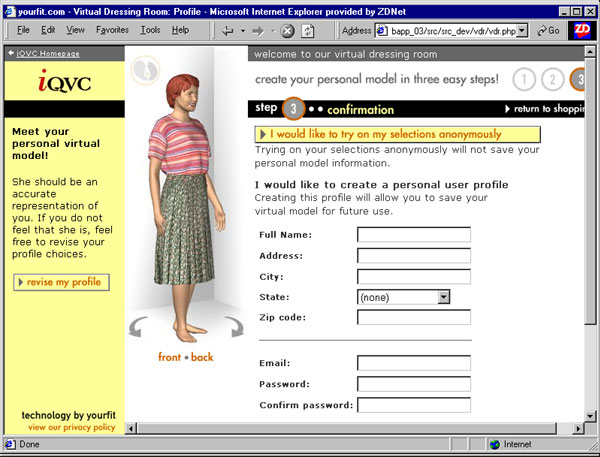 yourfit.com - Virtual Dressing Room: Profile - Microsoft Internet Explorer provided by ZDNet
File Edit View Favorites Tools Help
Address bapp_03/src/src_dev/vdr/vdr.php
Go
ZD
iQVC Homepage
iQVC
Meet your
personal virtual
model!
She should be an
accurate
representation of
you. If you do not
feel that she is, feel
free to revise your
profile choices.
revise my profile
technology by yourfit
view our privacy policy
front • back
welcome to our virtual dressing room
create your personal model in three easy steps! 1 2 3
step 3 •• confirmation
return to shoppin
I would like to try on my selections anonymously
Trying on your selections anonymously will not save your
personal model information.
I would like to create a personal user profile
Creating this profile will allow you to save your
virtual model for future use.
Full Name:
Address:
City:
State: (none)
Zip code:
Email:
Password:
Confirm password:
Done
Internet